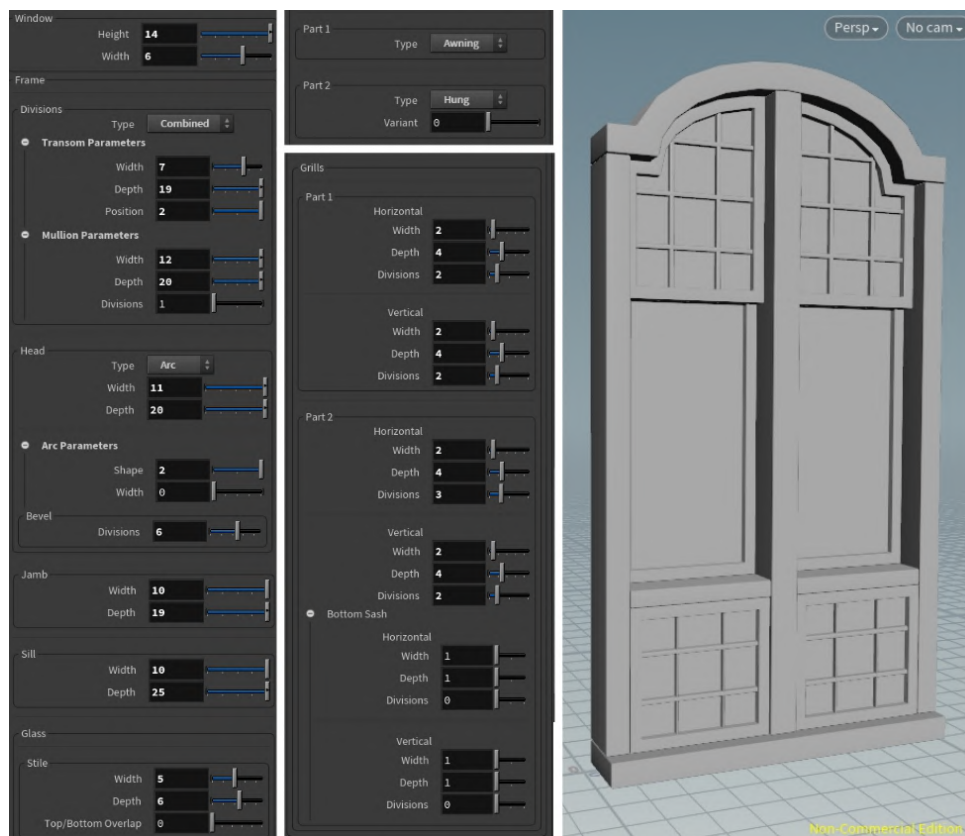 Window
Height 14
Width 6
Frame
Divisions
Type Combined
Transom Parameters
Width 7
Depth 19
Position 2
Mullion Parameters
Width 12
Depth 20
Divisions 1
Head
Type Arc
Width 11
Depth 20
Arc Parameters
Shape 2
Width 0
Bevel
Divisions 6
Jamb
Width 10
Depth 19
Sill
Width 10
Depth 25
Glass
Stile
Width 5
Depth 6
Top/Bottom Overlap 0
Part 1
Type Awning
Part 2
Type Hung
Variant 0
Grills
Part 1
Horizontal
Width 2
Depth 4
Divisions 2
Vertical
Width 2
Depth 4
Divisions 2
Part 2
Horizontal
Width 2
Depth 4
Divisions 3
Vertical
Width 2
Depth 4
Divisions 2
Bottom Sash
Horizontal
Width 1
Depth 1
Divisions 0
Vertical
Width 1
Depth 1
Divisions 0
Persp No cam
Non-Commercial Edition